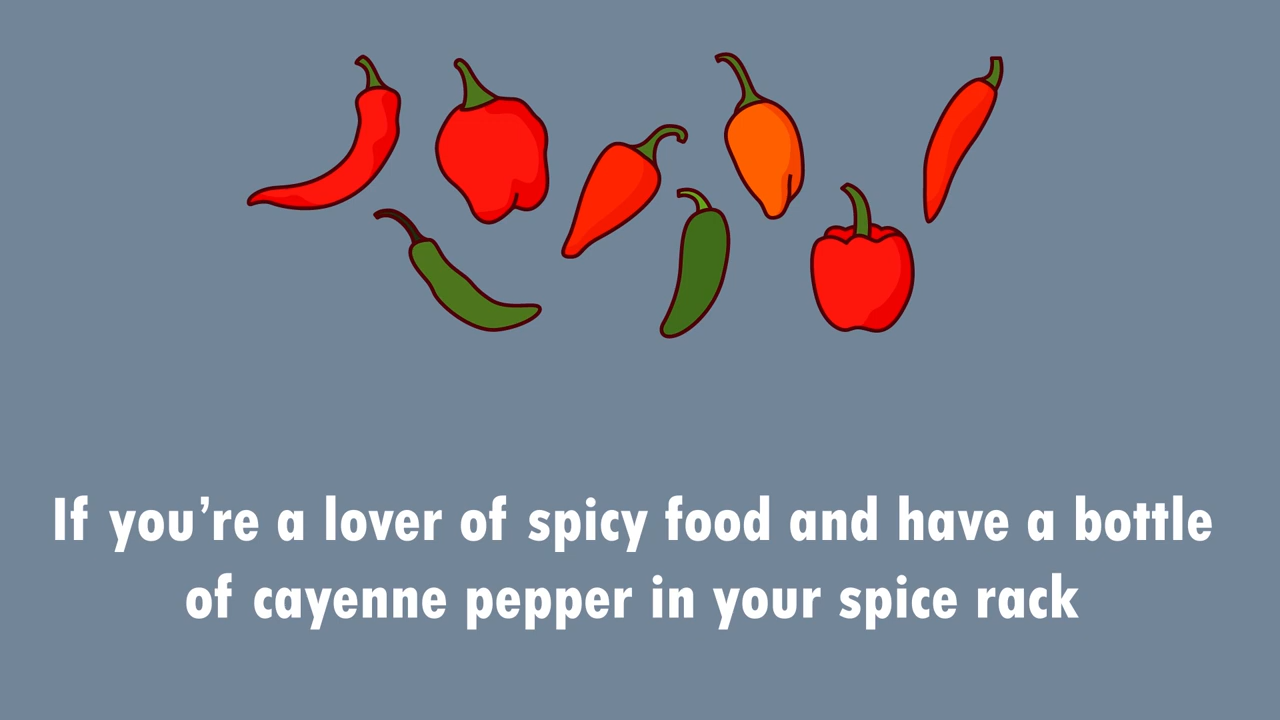 If you’re a lover of spicy food and have a bottle
of cayenne pepper in your spice rack